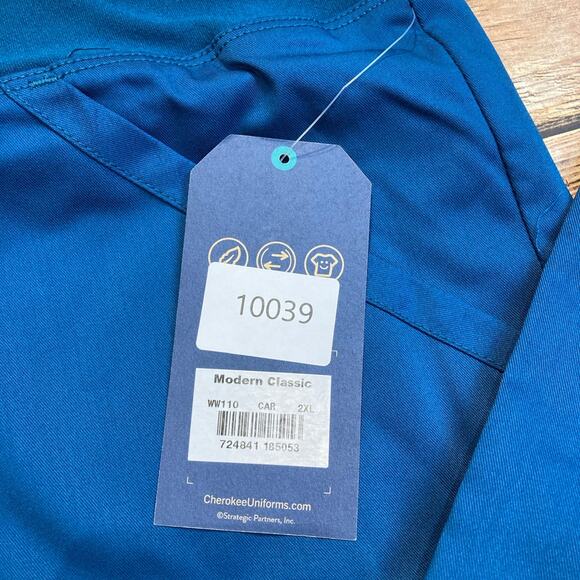 10039
Modern Classic
WW110 CAR 2XL
724841 185053
CherokeeUniforms.com
©Strategic Partners, Inc.